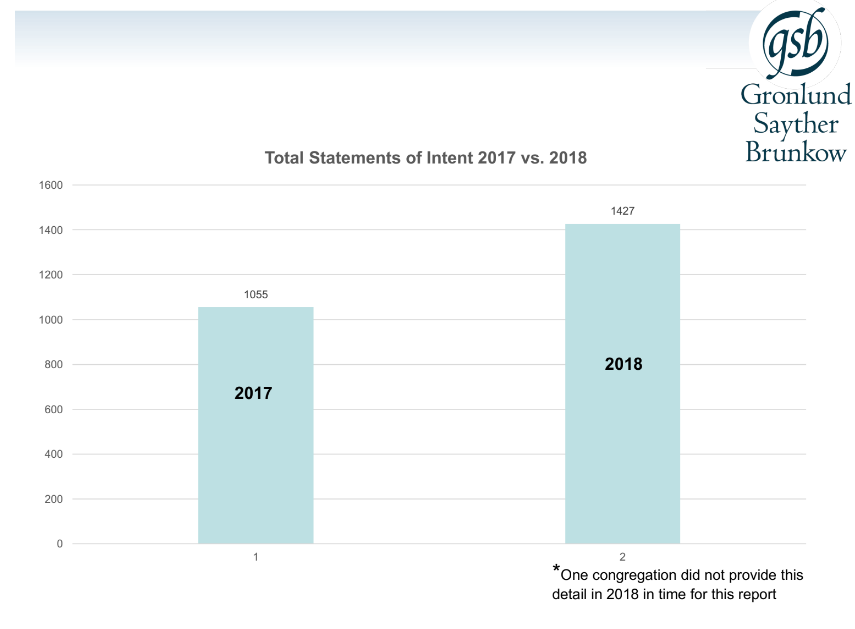 gsb
Gronlund
Sayther
Brunkow
Total Statements of Intent 2017 vs. 2018
1600
1400
1200
1000
800
600
400
200
0
1055
2017
1427
2018
1
2
*One congregation did not provide this
detail in 2018 in time for this report